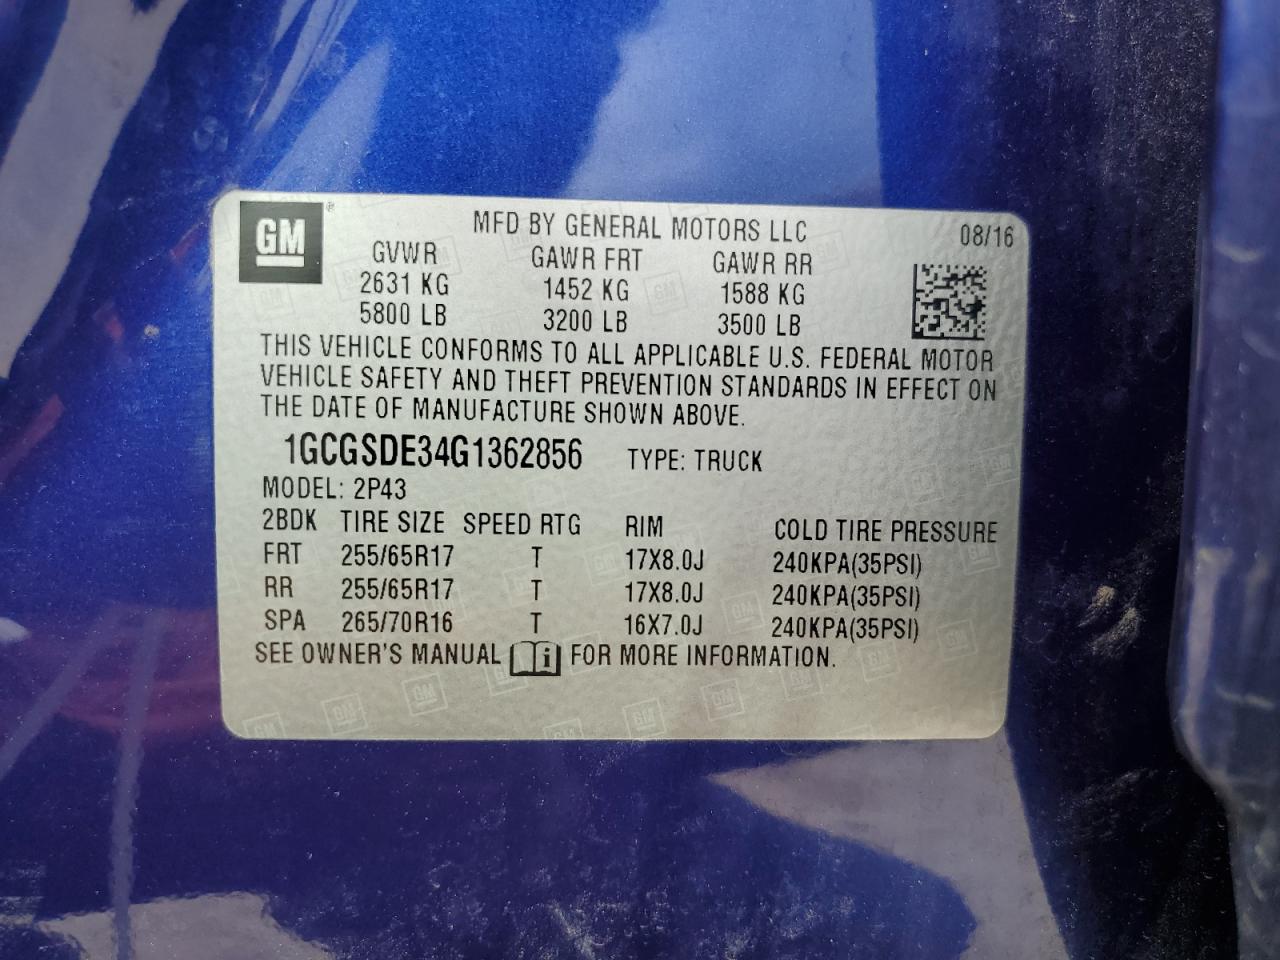 GM ®
MFD BY GENERAL MOTORS LLC 08/16
GVWR GAWR FRT GAWR RR
2631 KG 1452 KG 1588 KG
5800 LB 3200 LB 3500 LB
THIS VEHICLE CONFORMS TO ALL APPLICABLE U.S. FEDERAL MOTOR
VEHICLE SAFETY AND THEFT PREVENTION STANDARDS IN EFFECT ON
THE DATE OF MANUFACTURE SHOWN ABOVE.
1GCGSDE34G1362856 TYPE: TRUCK
MODEL: 2P43
2BDK TIRE SIZE SPEED RTG RIM COLD TIRE PRESSURE
FRT 255/65R17 T 17X8.0J 240KPA(35PSI)
RR 255/65R17 T 17X8.0J 240KPA(35PSI)
SPA 265/70R16 T 16X7.0J 240KPA(35PSI)
SEE OWNER'S MANUAL i FOR MORE INFORMATION.